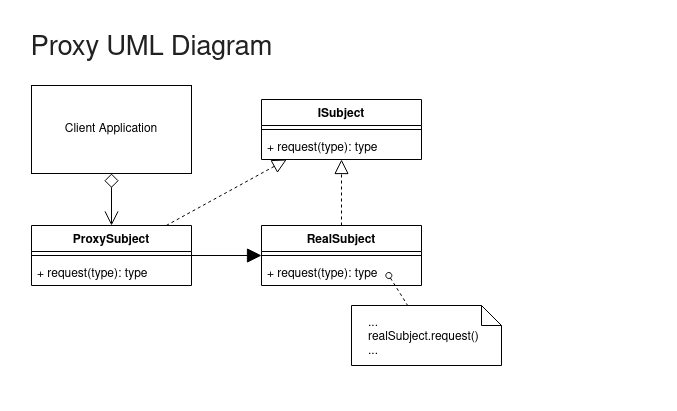 Proxy UML Diagram
Client Application
ISubject
+ request(type): type
ProxySubject
+ request(type): type
RealSubject
+ request(type): type
...
realSubject.request()
...